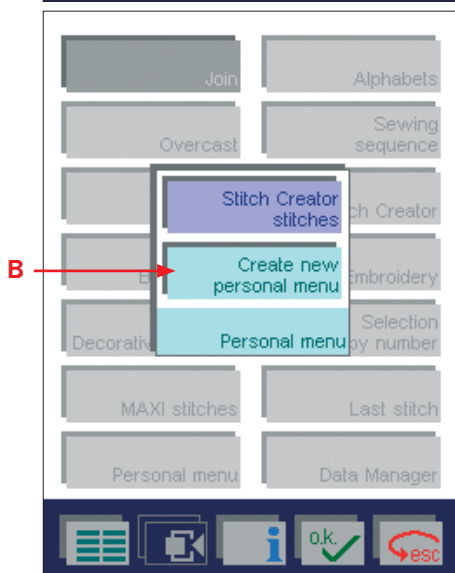 Join
Alphabets
Overcast
Sewing
sequence
Stitch Creator
stitches
ch Creator
B
Create new
personal menu
B
Embroidery
Decorativ
Personal menu
Selection
by number
MAXI stitches
Last stitch
Personal menu
Data Manager
i
o.k.
esc